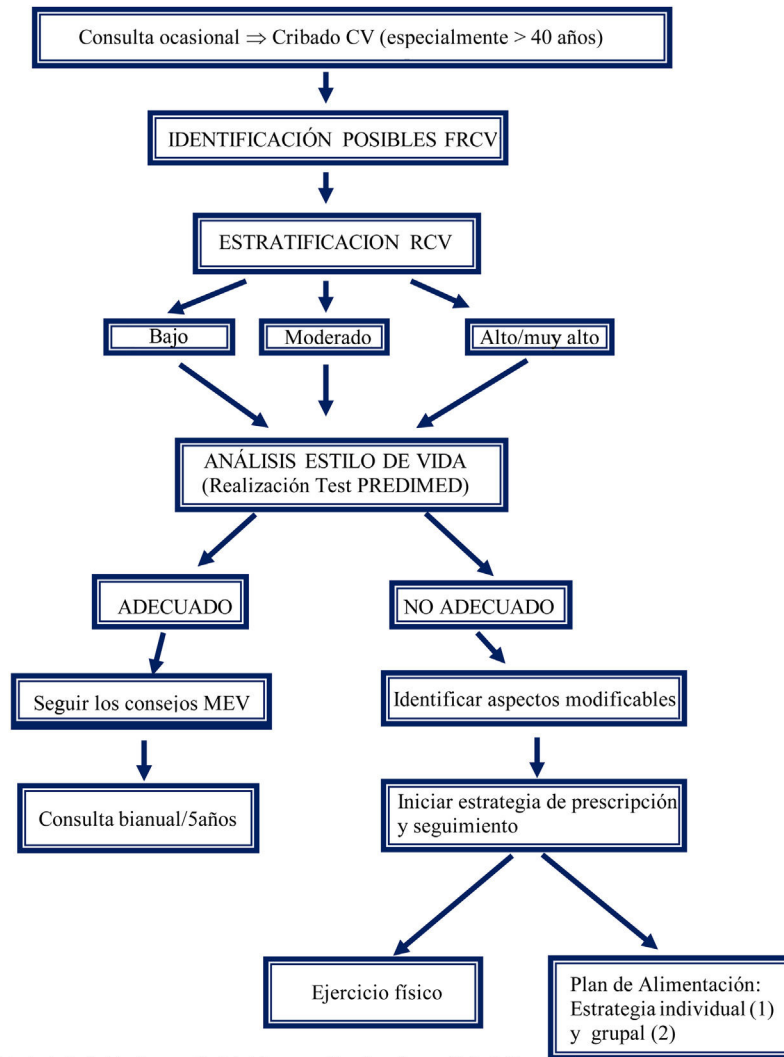 Consulta ocasional ⇒ Cribado CV (especialmente > 40 años)
IDENTIFICACIÓN POSIBLES FRCV
ESTRATIFICACION RCV
Bajo
Moderado
Alto/muy alto
ANÁLISIS ESTILO DE VIDA
(Realización Test PREDIMED)
ADECUADO
NO ADECUADO
Seguir los consejos MEV
Identificar aspectos modificables
Consulta bianual/5años
Iniciar estrategia de prescripción
y seguimiento
Ejercicio físico
Plan de Alimentación:
Estrategia individual (1)
y grupal (2)